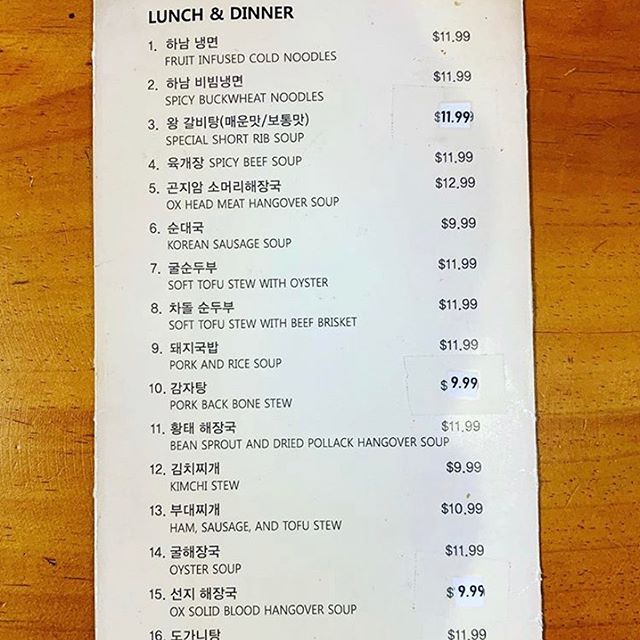 LUNCH & DINNER
1. 하남 냉면 $11.99
FRUIT INFUSED COLD NOODLES
2. 하남 비빔냉면 $11.99
SPICY BUCKWHEAT NOODLES
3. 왕 갈비탕(매운맛/보통맛) $11.99
SPECIAL SHORT RIB SOUP
4. 육개장 SPICY BEEF SOUP $11.99
5. 곤지암 소머리해장국 $12.99
OX HEAD MEAT HANGOVER SOUP
6. 순대국 $9.99
KOREAN SAUSAGE SOUP
7. 굴순두부 $11.99
SOFT TOFU STEW WITH OYSTER
8. 차돌 순두부 $11.99
SOFT TOFU STEW WITH BEEF BRISKET
9. 돼지국밥 $11.99
PORK AND RICE SOUP
10. 감자탕 $ 9.99
PORK BACK BONE STEW
11. 황태 해장국 $11.99
BEAN SPROUT AND DRIED POLLACK HANGOVER SOUP
12. 김치찌개 $9.99
KIMCHI STEW
13. 부대찌개 $10.99
HAM, SAUSAGE, AND TOFU STEW
14. 굴해장국 $11.99
OYSTER SOUP
15. 선지 해장국 $ 9.99
OX SOLID BLOOD HANGOVER SOUP
16. 도가니탕 $11.99